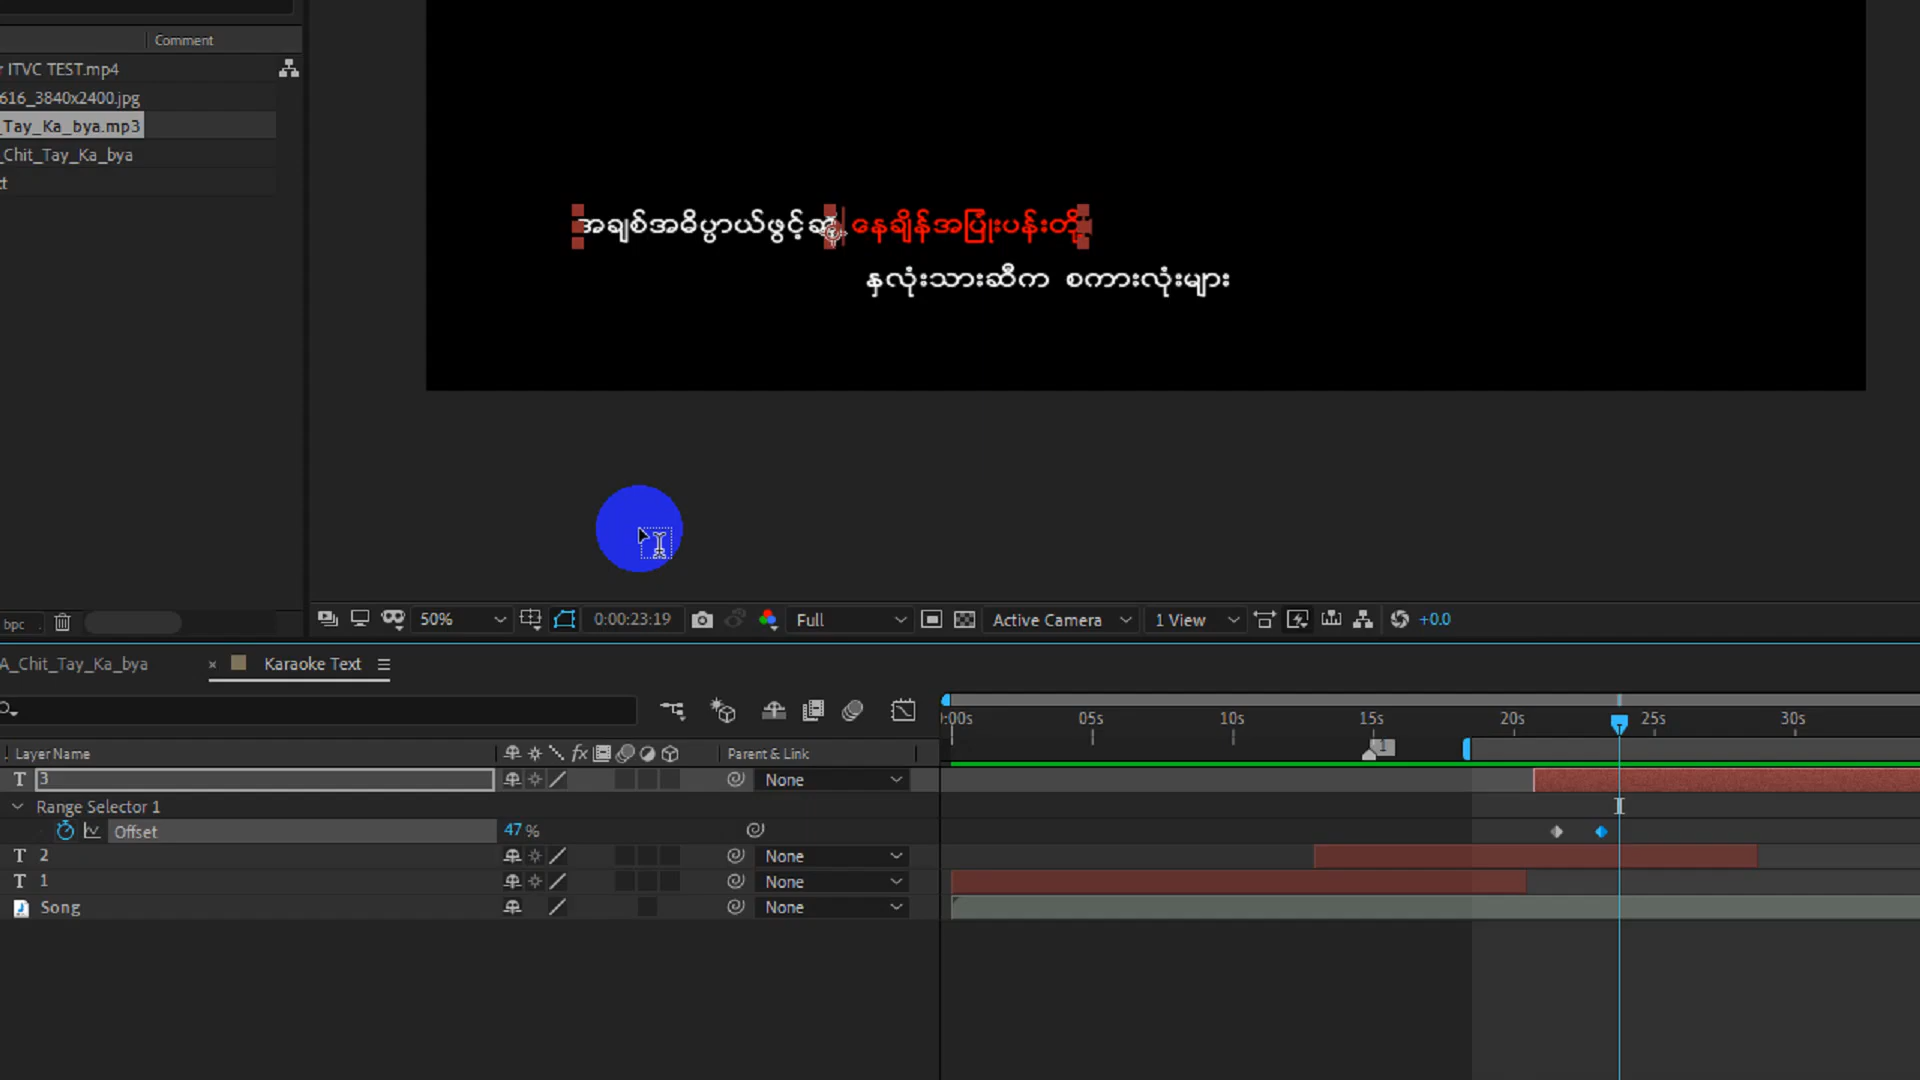 Comment
ITVC TEST.mp4
616_3840x2400.jpg
_Tay_Ka_bya.mp3
_Chit_Tay_Ka_bya
အချစ်အဓိပ္ပာယ်ဖွင့်ဆို နေချိန်အပြုံးပန်းတို့
နှလုံးသားဆီက စကားလုံးများ
bpc
50%
0:00:23:19
Full
Active Camera
1 View
+0.0
A_Chit_Tay_Ka_bya
× Karaoke Text
:00s 05s 10s 15s 20s 25s 30s
1
Layer Name
fx
Parent & Link
T 3 None
Range Selector 1
Offset 47 %
T 2 None
T 1 None
Song None